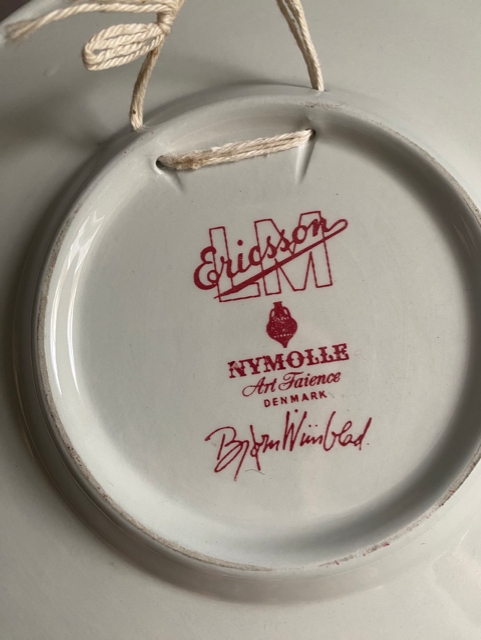 LM Ericsson
NYMOLLE
Art Faience
DENMARK
Bjørn Wiinblad.